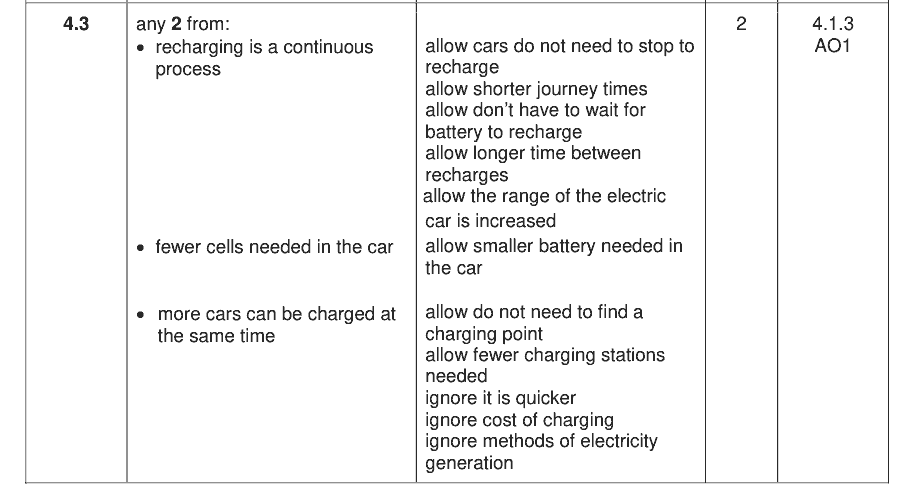 4.3
any 2 from:
• recharging is a continuous
process
allow cars do not need to stop to
recharge
allow shorter journey times
allow don't have to wait for
battery to recharge
allow longer time between
recharges
allow the range of the electric
car is increased
• fewer cells needed in the car
allow smaller battery needed in
the car
• more cars can be charged at
the same time
allow do not need to find a
charging point
allow fewer charging stations
needed
ignore it is quicker
ignore cost of charging
ignore methods of electricity
generation
2
4.1.3
AO1